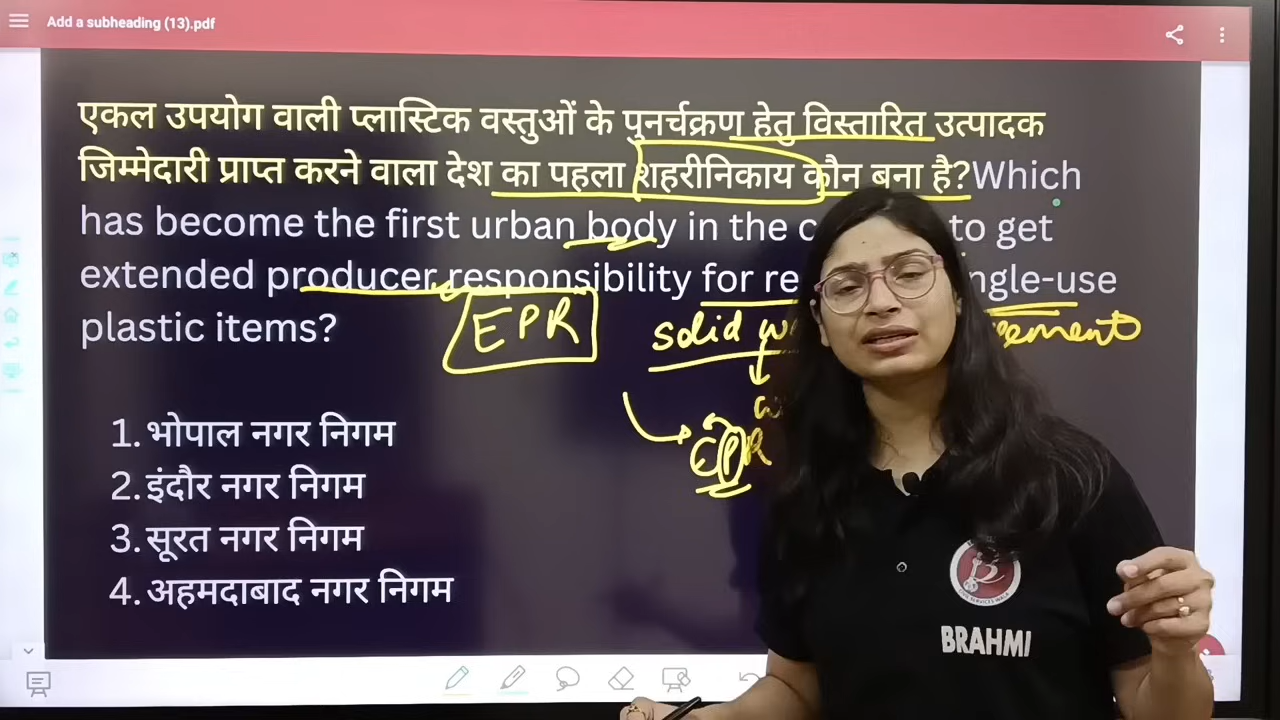 Add a subheading (13).pdf
एकल उपयोग वाली प्लास्टिक वस्तुओं के पुनर्चक्रण हेतु विस्तारित उत्पादक
जिम्मेदारी प्राप्त करने वाला देश का पहला शहरीनिकाय कौन बना है?Which
has become the first urban body in the to get
extended producer responsibility for
plastic items?
EPR
solid
EPR
1. भोपाल नगर निगम
2. इंदौर नगर निगम
3. सूरत नगर निगम
4. अहमदाबाद नगर निगम
BRAHMI